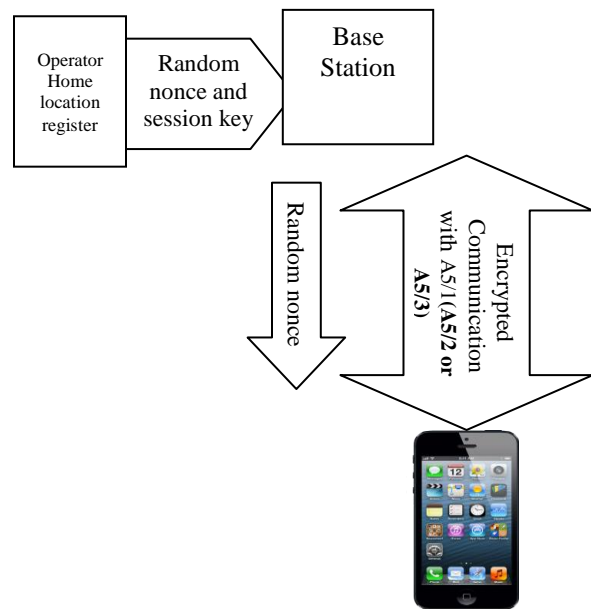 Operator
Home
location
register
Random
nonce and
session key
Base
Station
Random nonce
Encrypted
Communication
with A5/1(A5/2 or
A5/3)
12